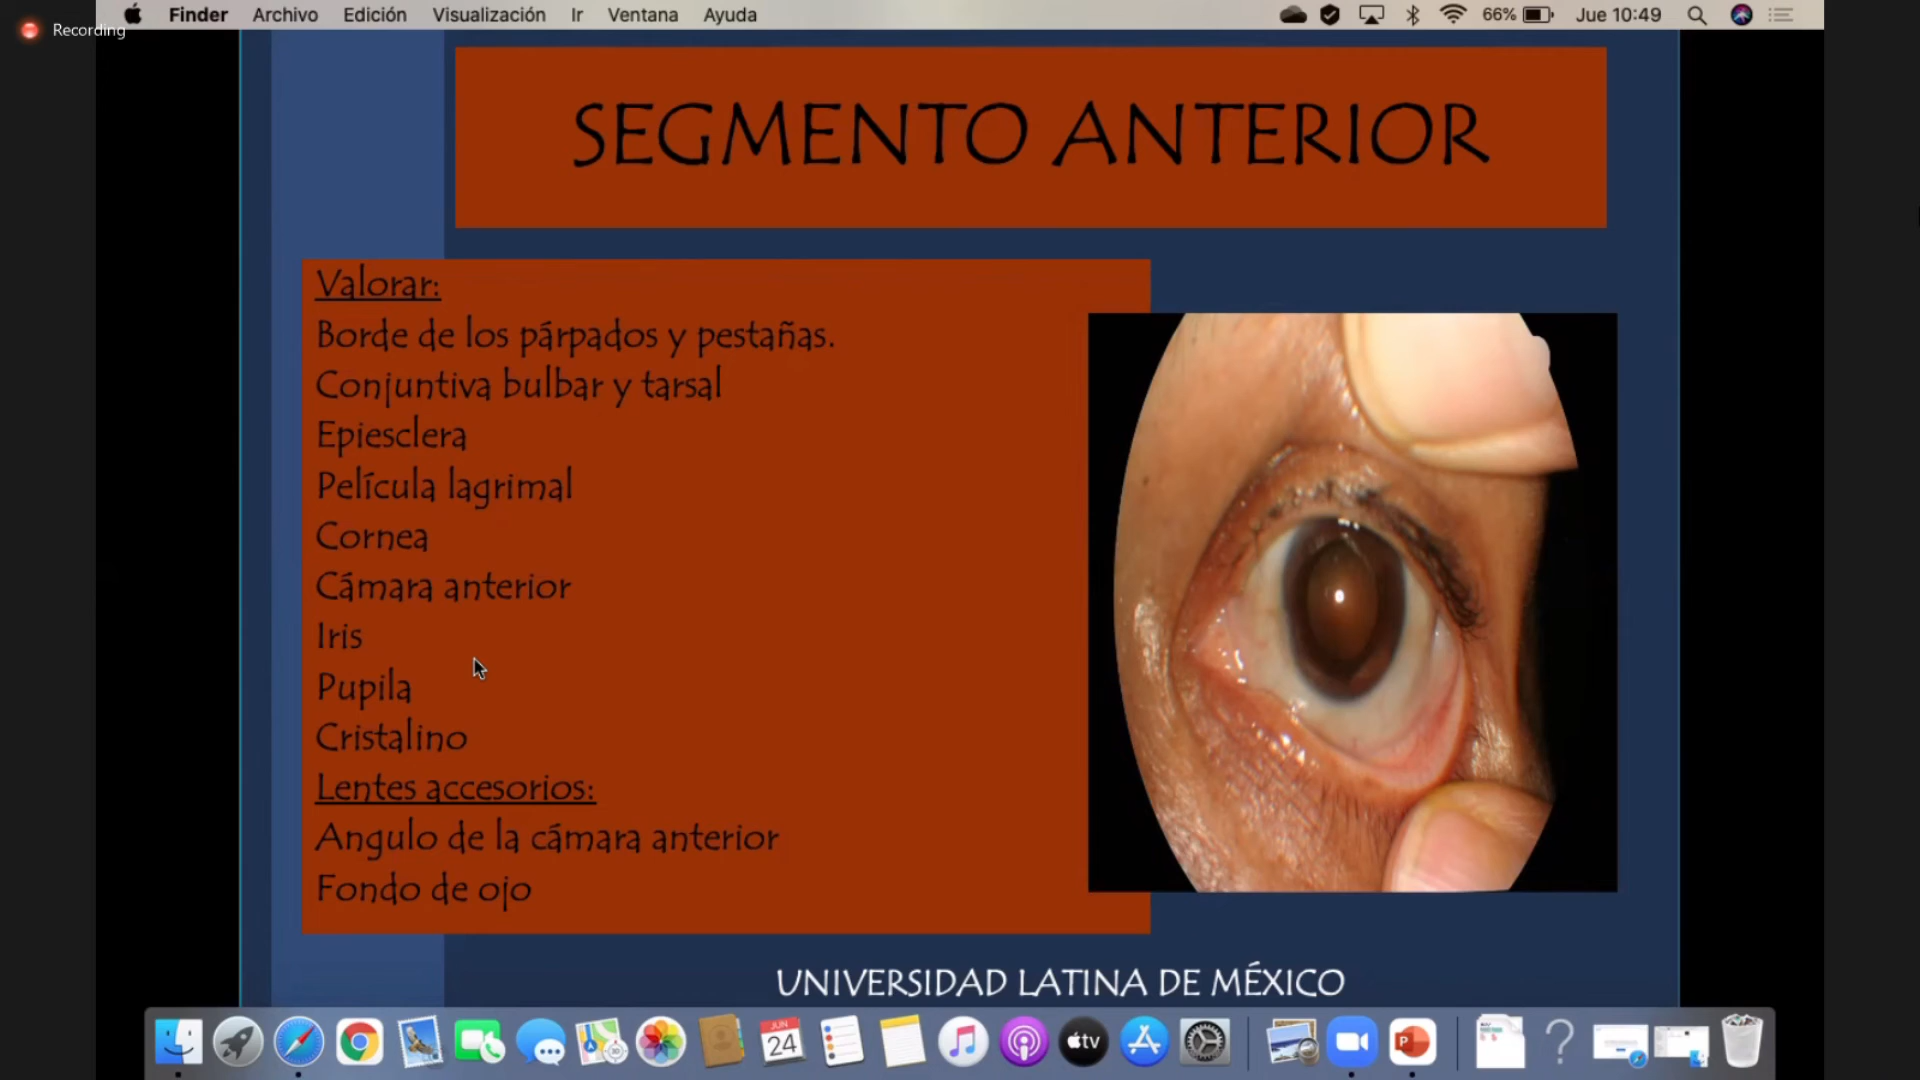 Finder Archivo Edición Visualización Ir Ventana Ayuda 66% Jue 10:49
Recording
SEGMENTO ANTERIOR
Valorar:
Borde de los párpados y pestañas.
Conjuntiva bulbar y tarsal
Epiesclera
Película lagrimal
Cornea
Cámara anterior
Iris
Pupila
Cristalino
Lentes accesorios:
Angulo de la cámara anterior
Fondo de ojo
UNIVERSIDAD LATINA DE MÉXICO
JUN
24
tv